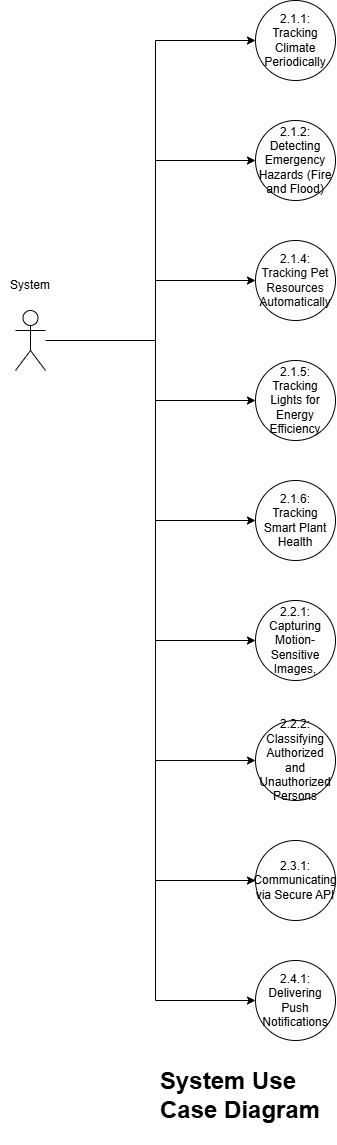 2.1.1:
Tracking
Climate
Periodically
2.1.2:
Detecting
Emergency
Hazards (Fire
and Flood)
2.1.4:
Tracking Pet
Resources
Automatically
System
2.1.5:
Tracking
Lights for
Energy
Efficiency
2.1.6:
Tracking
Smart Plant
Health
2.2.1:
Capturing
Motion-
Sensitive
Images.
2.2.2:
Classifying
Authorized
and
Unauthorized
Persons
2.3.1:
Communicating
via Secure API
2.4.1:
Delivering
Push
Notifications
System Use
Case Diagram